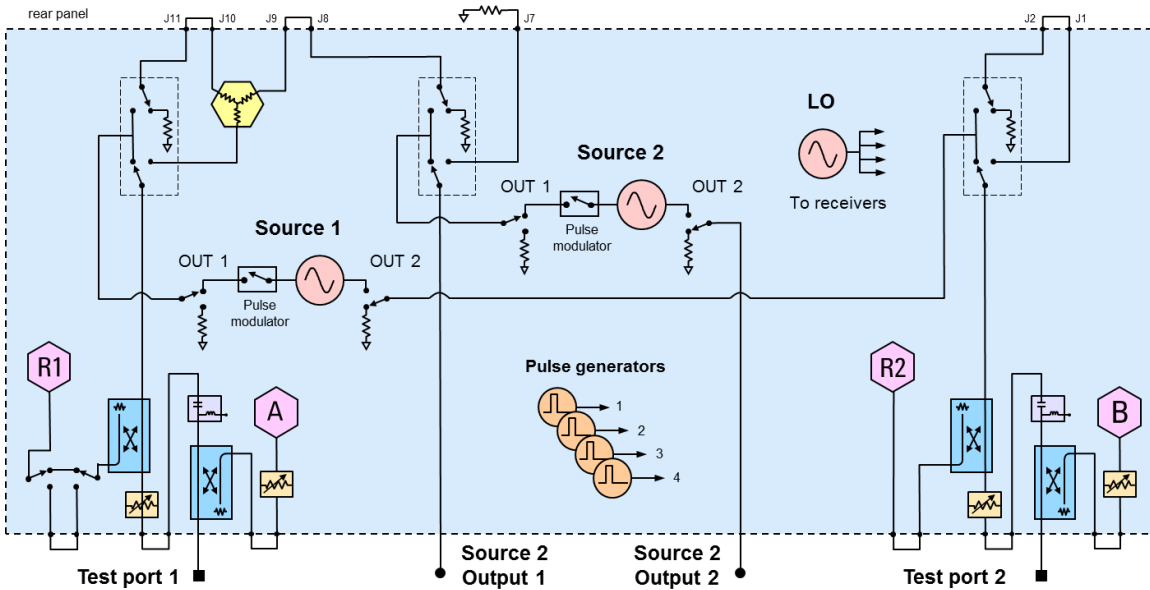 rear panel
J11
J10
J9
J8
J7
J2
J1
LO
To receivers
Source 2
OUT 1
OUT 2
Pulse
modulator
Source 1
OUT 1
OUT 2
Pulse
modulator
R1
A
Pulse generators
1
2
3
4
R2
B
Test port 1
Source 2
Output 1
Source 2
Output 2
Test port 2